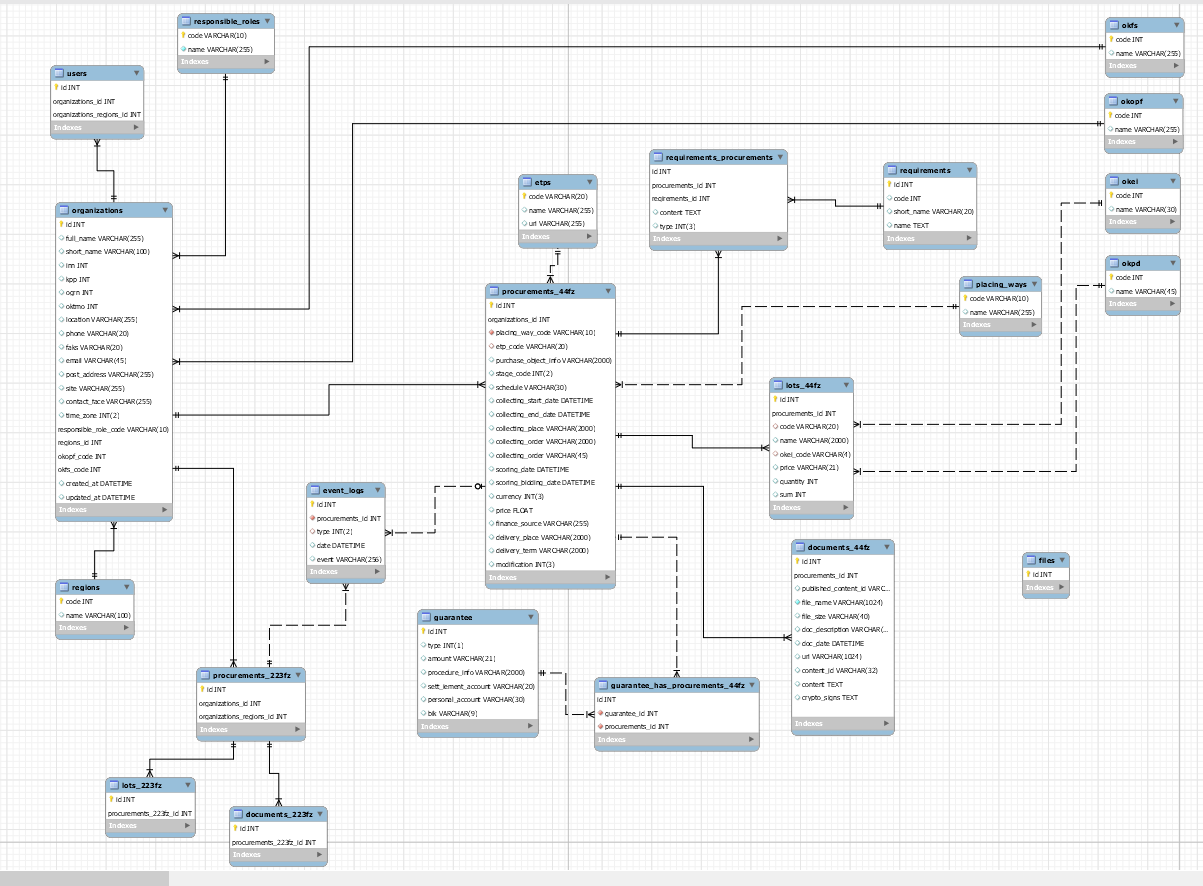 responsible_roles
code VARCHAR(10)
name VARCHAR(255)
Indexes
users
id INT
organizations_id INT
organizations_regions_id INT
Indexes
organizations
id INT
full_name VARCHAR(255)
short_name VARCHAR(100)
inn INT
kpp INT
ogrn INT
oktmo INT
location VARCHAR(255)
phone VARCHAR(20)
faks VARCHAR(20)
email VARCHAR(45)
post_address VARCHAR(255)
site VARCHAR(255)
contact_face VARCHAR(255)
time_zone INT(2)
responsible_role_code VARCHAR(10)
regions_id INT
okopf_code INT
okfs_code INT
created_at DATETIME
updated_at DATETIME
Indexes
regions
code INT
name VARCHAR(100)
Indexes
etps
code VARCHAR(20)
name VARCHAR(255)
url VARCHAR(255)
Indexes
requirements_procurements
id INT
procurements_id INT
reqirements_id INT
content TEXT
type INT(3)
Indexes
requirements
id INT
code INT
short_name VARCHAR(20)
name TEXT
Indexes
okfs
code INT
name VARCHAR(255)
Indexes
okopf
code INT
name VARCHAR(255)
Indexes
okei
code INT
name VARCHAR(30)
Indexes
okpd
code INT
name VARCHAR(45)
Indexes
placing_ways
code VARCHAR(10)
name VARCHAR(255)
Indexes
procurements_44fz
id INT
organizations_id INT
placing_way_code VARCHAR(10)
etp_code VARCHAR(20)
purchase_object_info VARCHAR(2000)
stage_code INT(2)
schedule VARCHAR(30)
collecting_start_date DATETIME
collecting_end_date DATETIME
collecting_place VARCHAR(2000)
collecting_order VARCHAR(2000)
collecting_order VARCHAR(45)
scoring_date DATETIME
scoring_bidding_date DATETIME
currency INT(3)
price FLOAT
finance_source VARCHAR(255)
delivery_place VARCHAR(2000)
delivery_term VARCHAR(2000)
modification INT(3)
Indexes
lots_44fz
id INT
procurements_id INT
code VARCHAR(20)
name VARCHAR(2000)
okei_code VARCHAR(4)
price VARCHAR(21)
quantity INT
sum INT
Indexes
event_logs
id INT
procurements_id INT
type INT(2)
date DATETIME
event VARCHAR(256)
Indexes
documents_44fz
id INT
procurements_id INT
published_content_id VARC...
file_name VARCHAR(1024)
file_size VARCHAR(40)
doc_description VARCHAR(...
doc_date DATETIME
url VARCHAR(1024)
content_id VARCHAR(32)
content TEXT
crypto_signs TEXT
Indexes
files
id INT
Indexes
guarantee
id INT
type INT(1)
amount VARCHAR(21)
procedure_info VARCHAR(2000)
settlement_account VARCHAR(20)
personal_account VARCHAR(30)
bik VARCHAR(9)
Indexes
guarantee_has_procurements_44fz
id INT
guarantee_id INT
procurements_id INT
Indexes
procurements_223fz
id INT
organizations_id INT
organizations_regions_id INT
Indexes
lots_223fz
id INT
procurements_223fz_id INT
Indexes
documents_223fz
id INT
procurements_223fz_id INT
Indexes